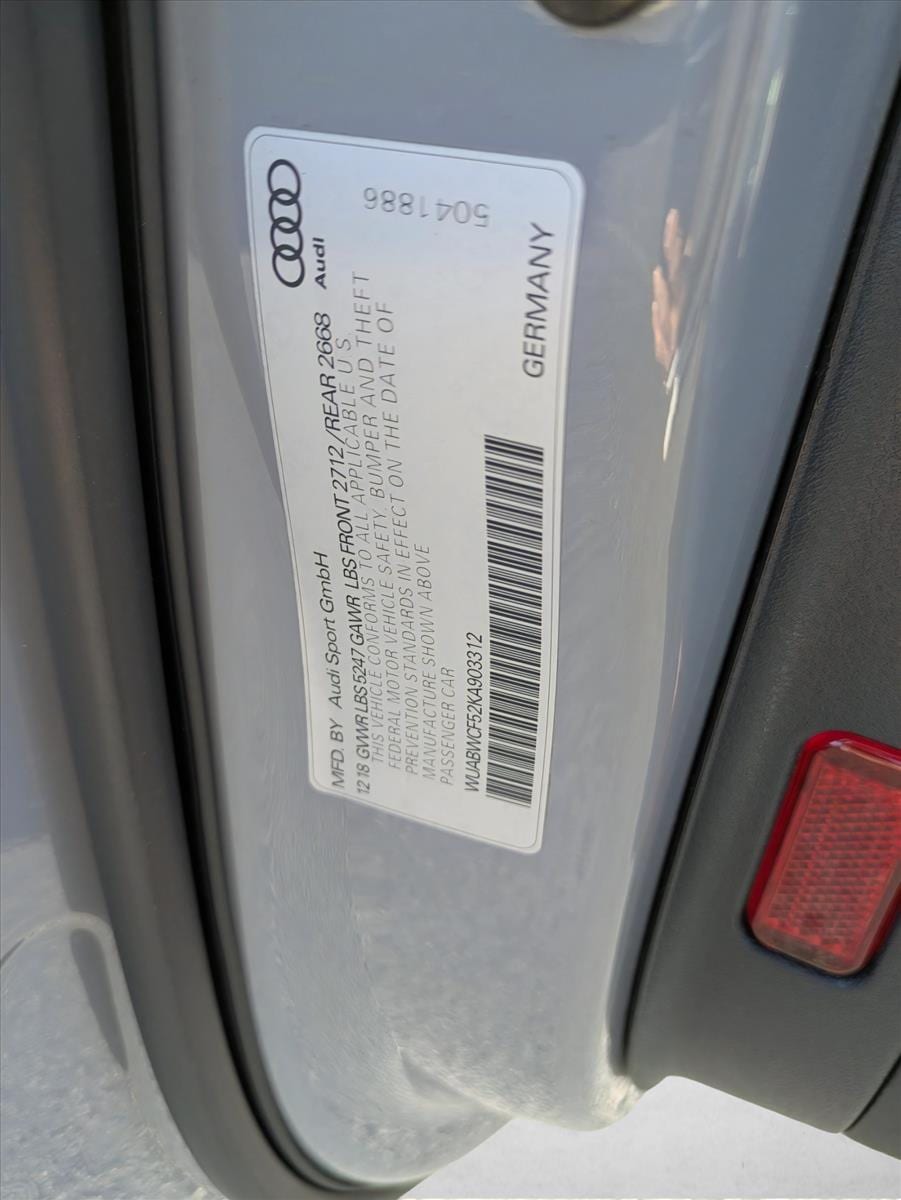 Audi
MFD. BY Audi Sport GmbH
12 18 GVWR LBS 5247 GAWR LBS FRONT 2712 /REAR 2668
THIS VEHICLE CONFORMS TO ALL APPLICABLE U S
FEDERAL MOTOR VEHICLE SAFETY, BUMPER AND THEFT
PREVENTION STANDARDS IN EFFECT ON THE DATE OF
MANUFACTURE SHOWN ABOVE
PASSENGER CAR
WUABWCF52KA903312
GERMANY
5041886